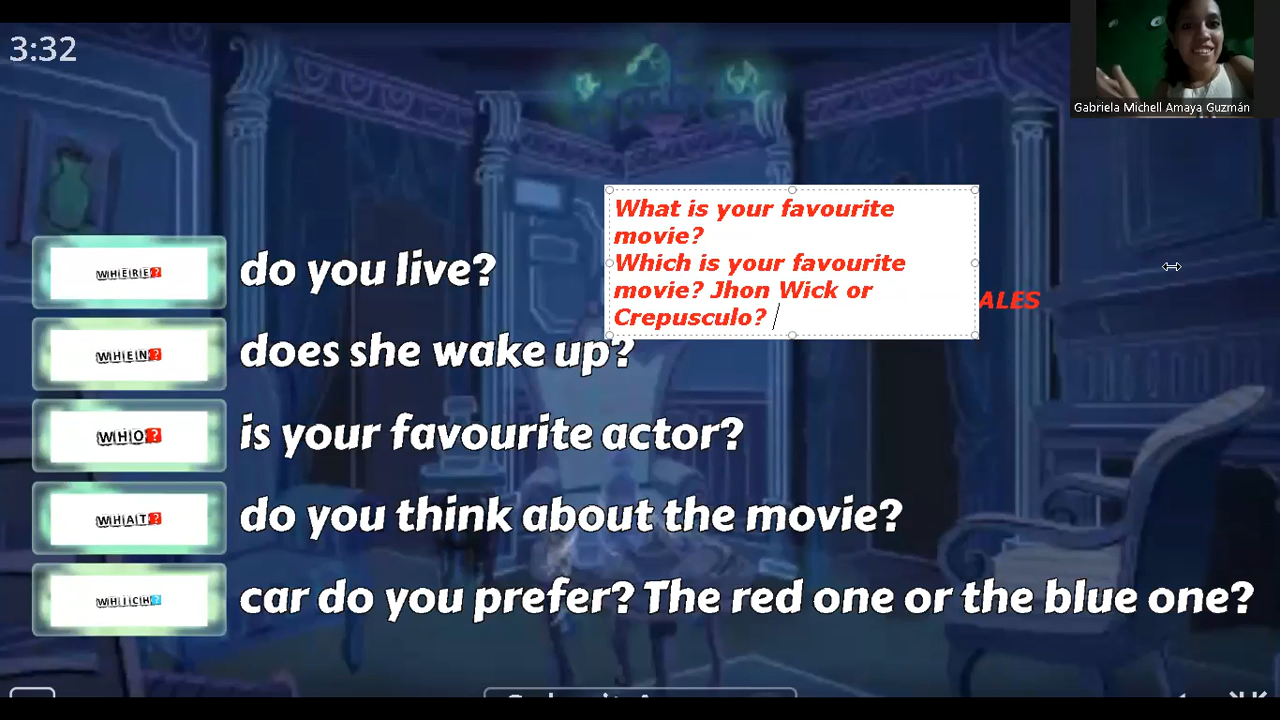 3:32
Gabriela Michell Amaya Guzmán
What is your favourite
movie?
Which is your favourite
movie? Jhon Wick or
Crepusculo?
ALES
WHERE? do you live?
WHEN? does she wake up?
WHO? is your favourite actor?
WHAT? do you think about the movie?
WHICH? car do you prefer? The red one or the blue one?